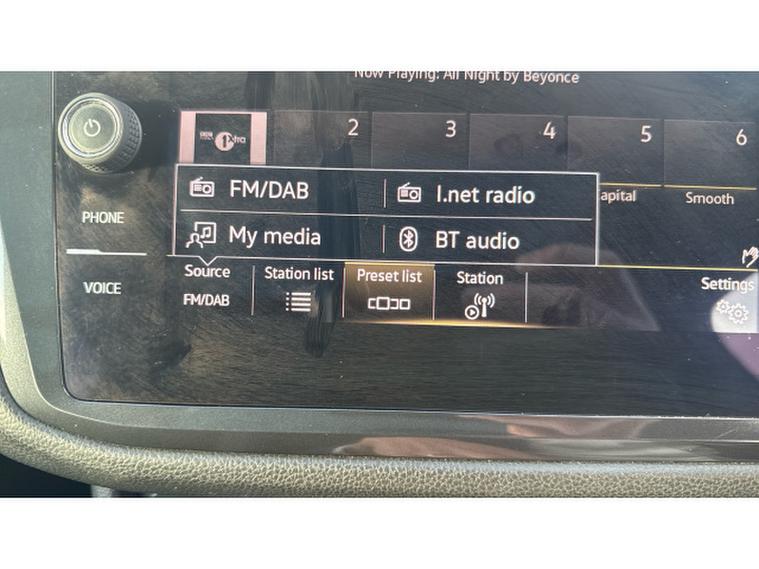 Now Playing: All Night by Beyonce
1Xtra
2
3
4
5
6
FM/DAB
I.net radio
apital
Smooth
My media
BT audio
PHONE
VOICE
Source
FM/DAB
Station list
Preset list
Station
Settings